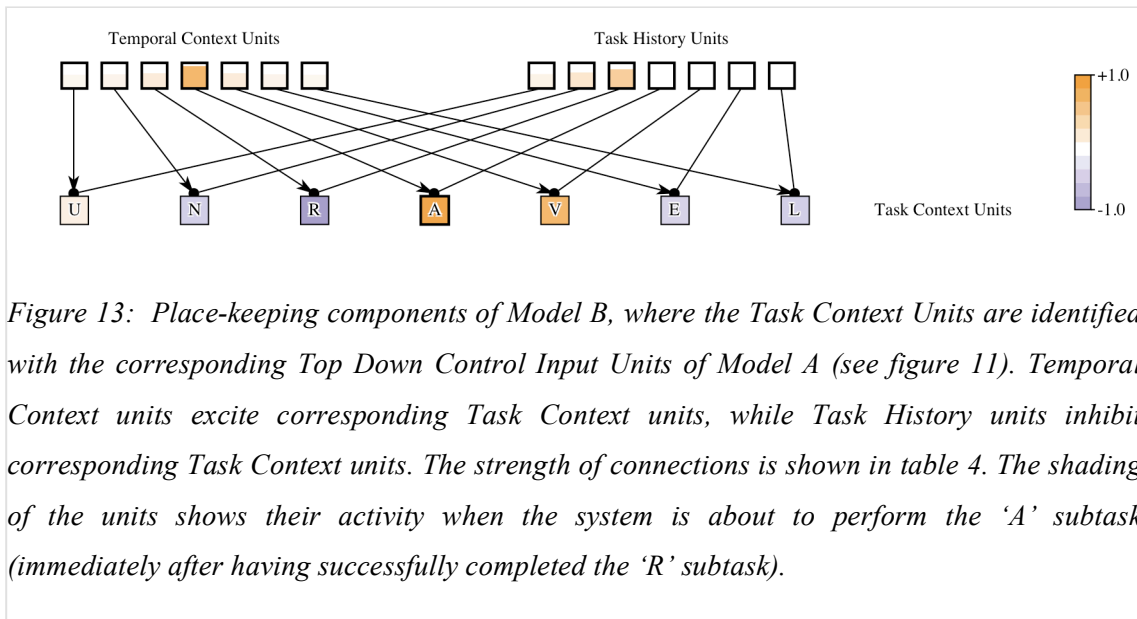 Temporal Context Units
Task History Units
+1.0
U N R A V E L
Task Context Units
-1.0
Figure 13: Place-keeping components of Model B, where the Task Context Units are identified
with the corresponding Top Down Control Input Units of Model A (see figure 11). Temporal
Context units excite corresponding Task Context units, while Task History units inhibit
corresponding Task Context units. The strength of connections is shown in table 4. The shading
of the units shows their activity when the system is about to perform the ‘A’ subtask
(immediately after having successfully completed the ‘R’ subtask).